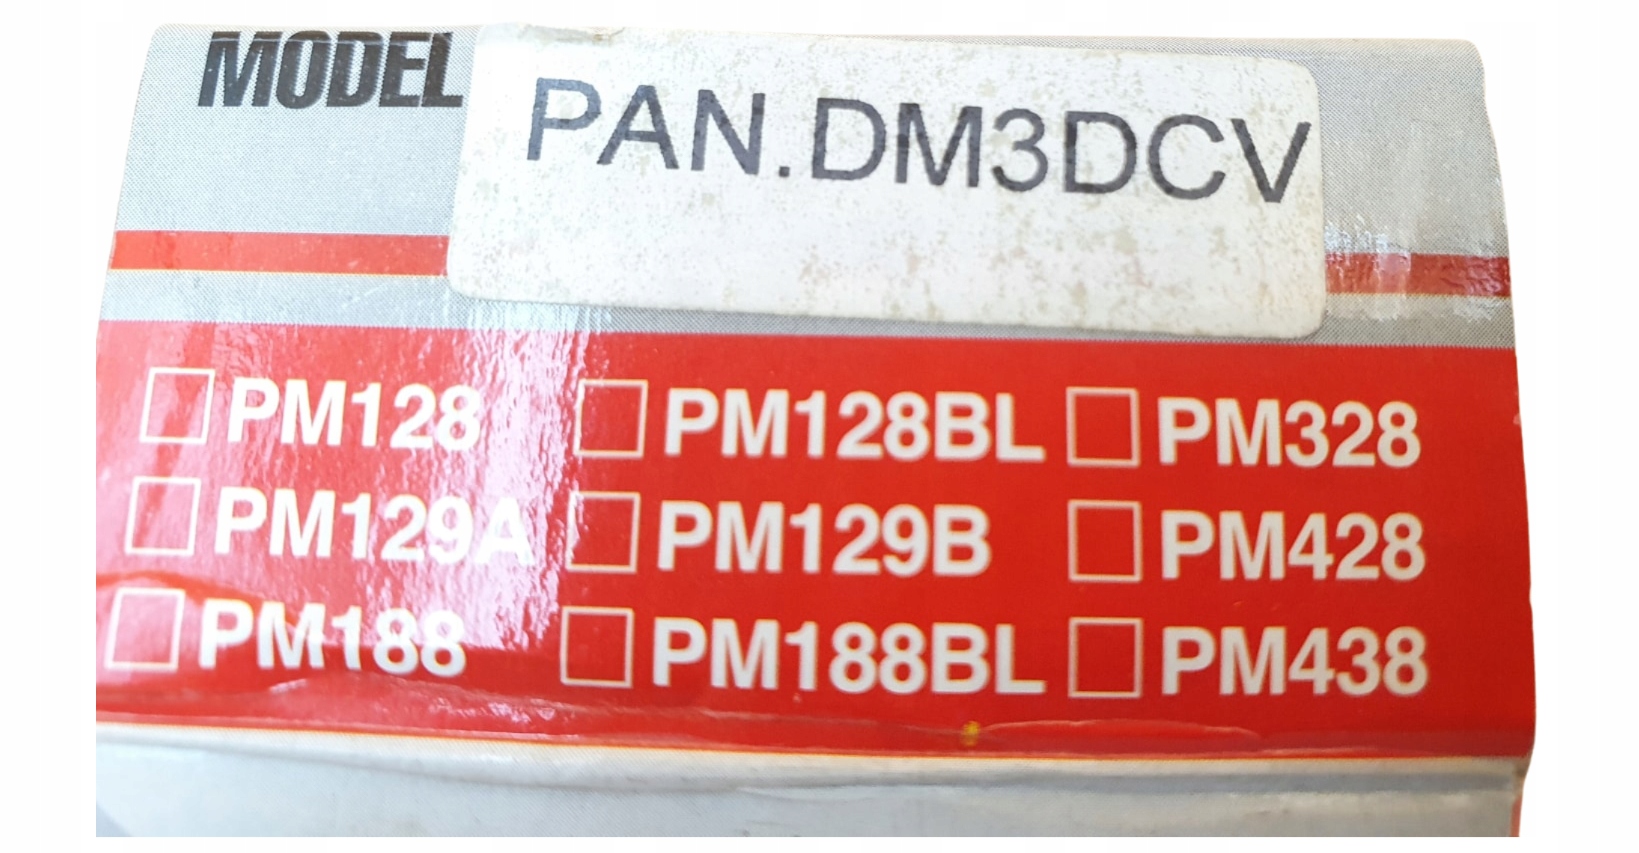 MODEL PAN.DM3DCV
PM128 PM128BL PM328
PM129A PM129B PM428
PM188 PM188BL PM438